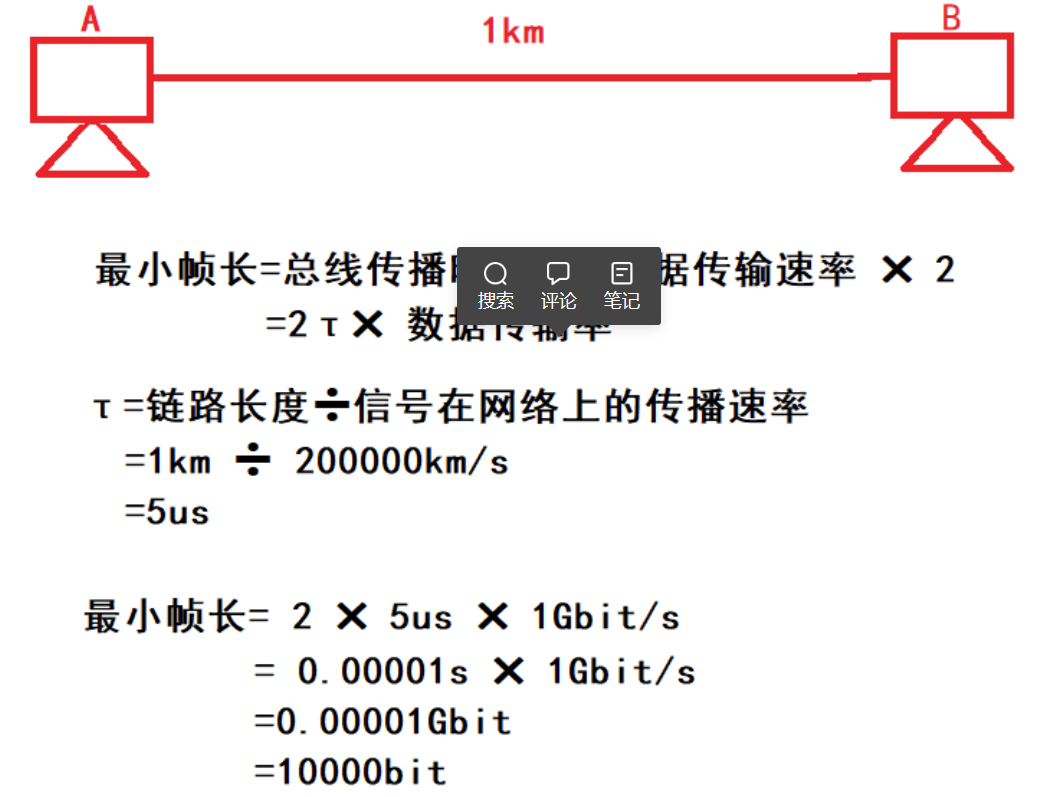 A
1km
B
最小帧长=总线传播 据传输速率 × 2
搜索 评论 笔记
=2τ× 数据传输率
τ=链路长度÷信号在网络上的传播速率
=1km ÷ 200000km/s
=5us
最小帧长= 2 × 5us × 1Gbit/s
= 0.00001s × 1Gbit/s
=0.00001Gbit
=10000bit